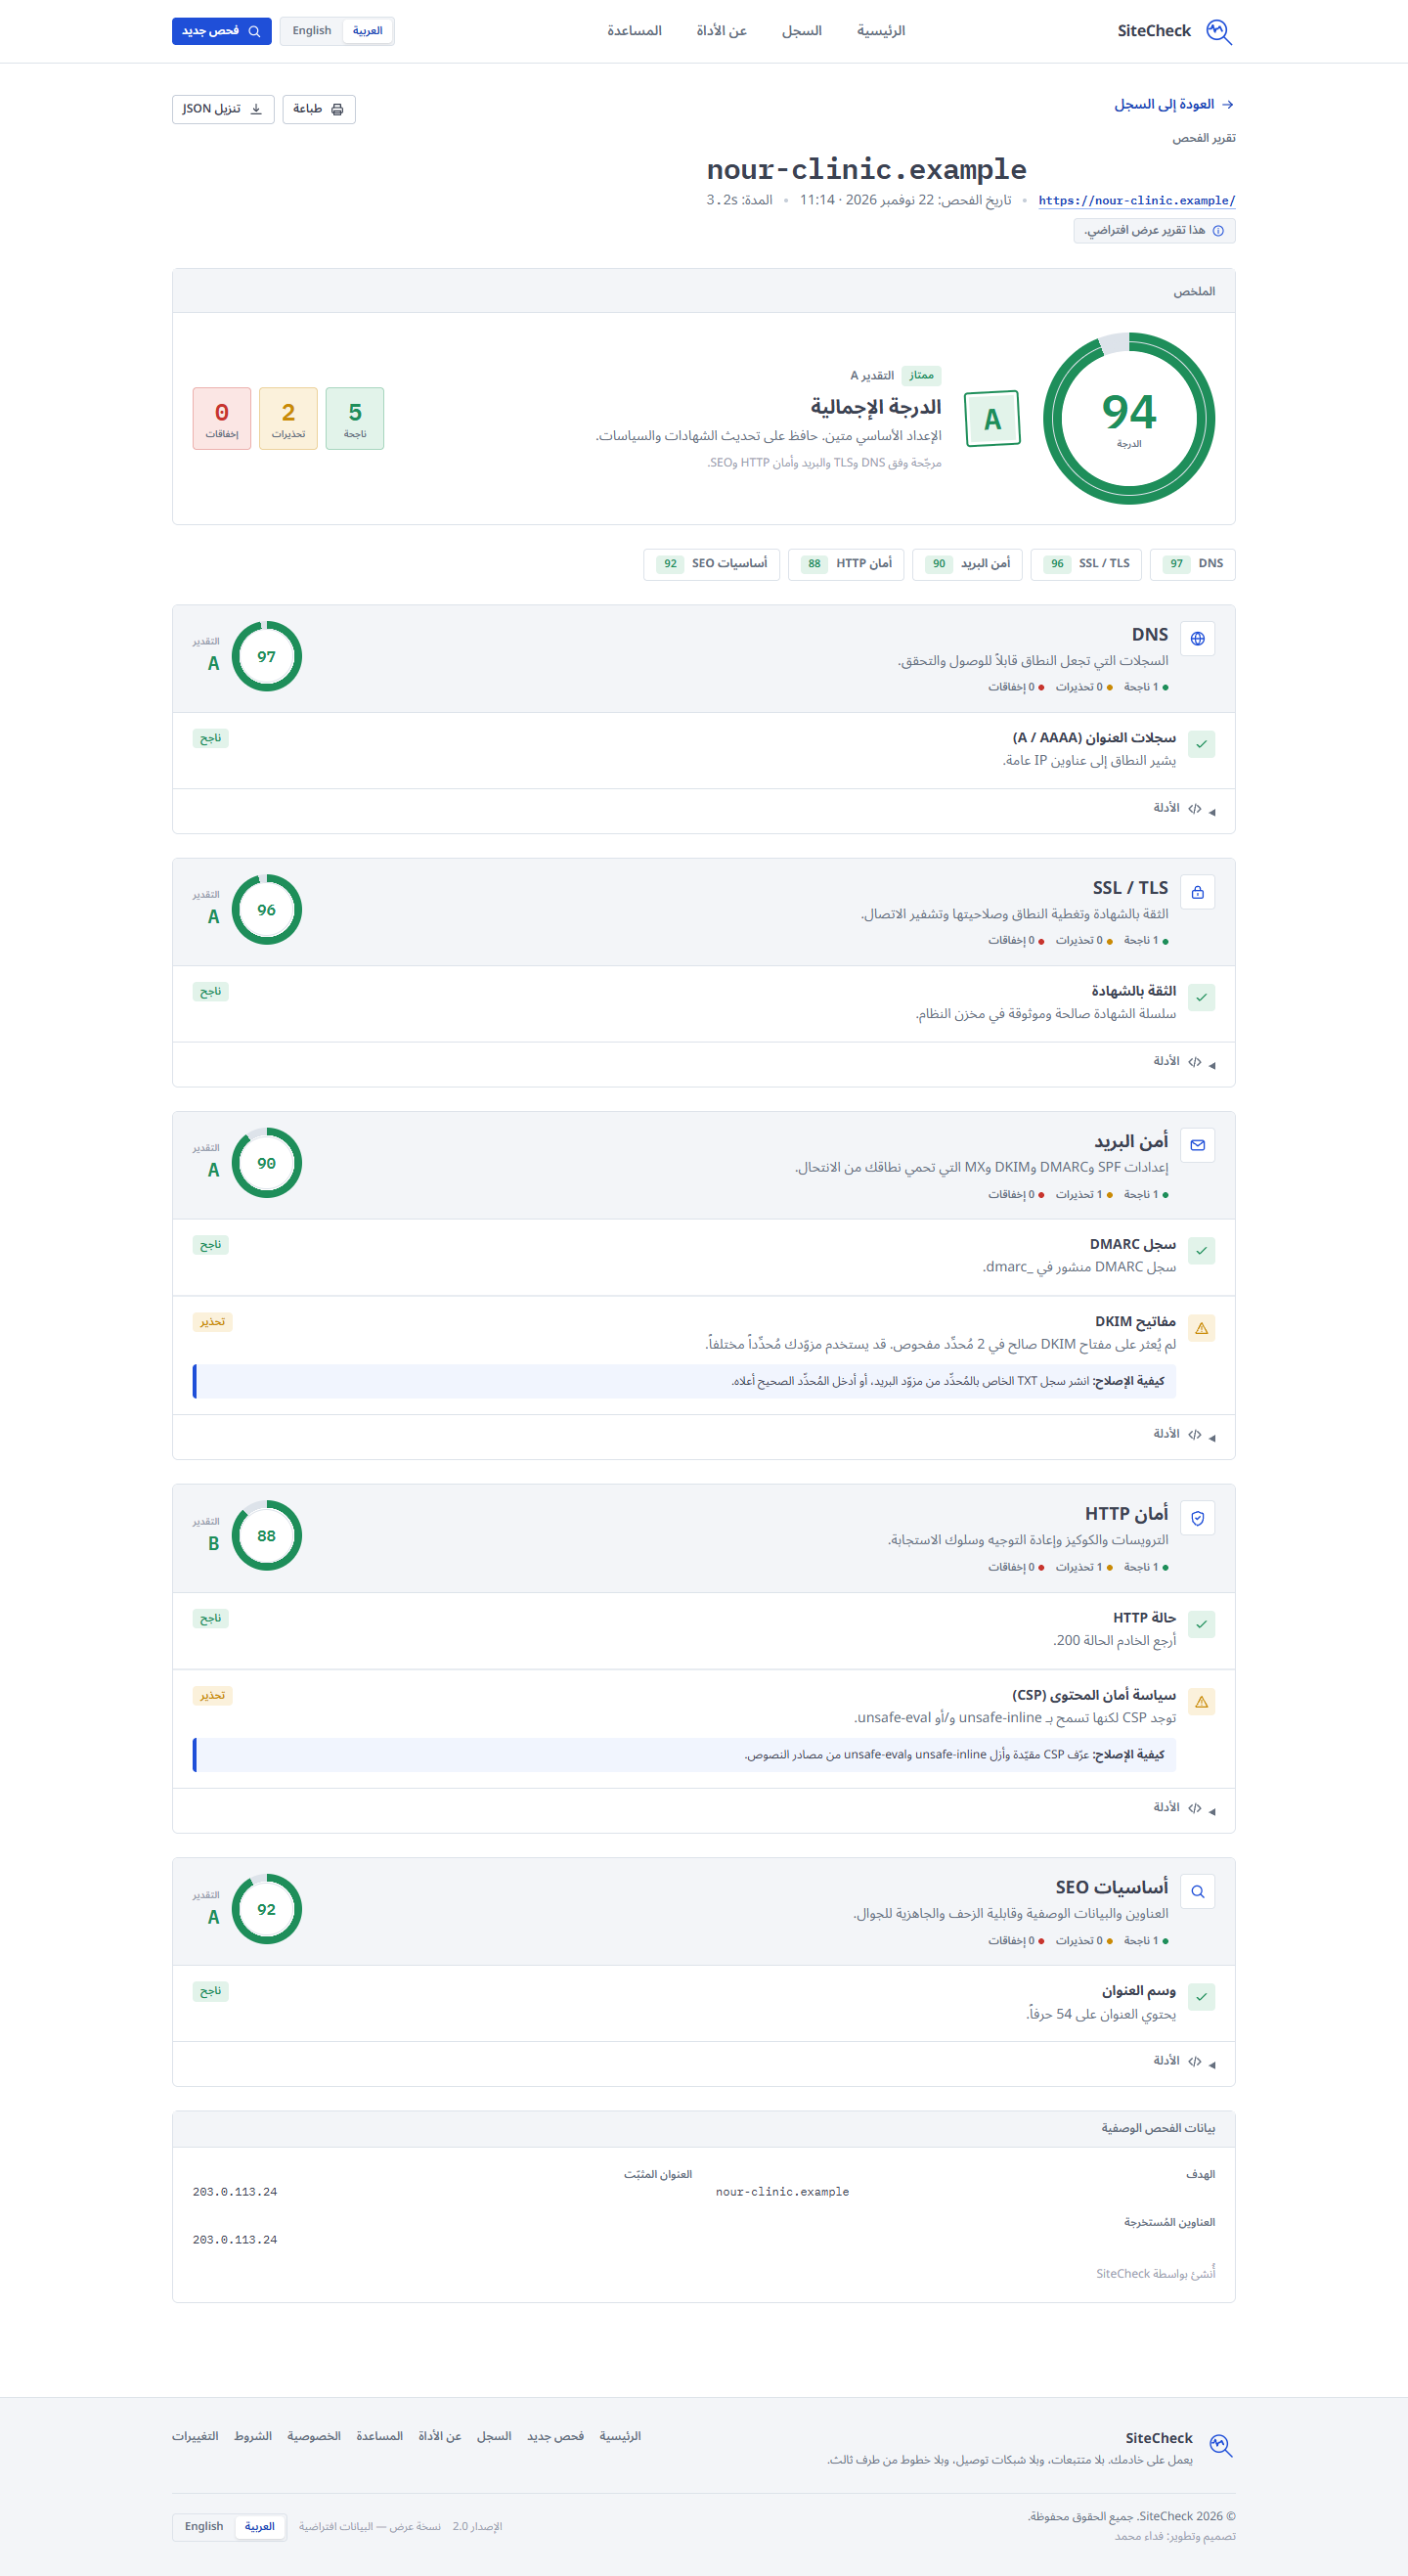 SiteCheck
الرئيسية
السجل
عن الأداة
المساعدة
العربية
English
فحص جديد
العودة إلى السجل
طباعة
تنزيل JSON
تقرير الفحص
nour-clinic.example
https://nour-clinic.example/ • تاريخ الفحص: 22 نوفمبر 2026 · 11:14 • المدة: 3.2s
هذا تقرير عرض افتراضي.
الملخص
94
الدرجة
A
ممتاز
التقدير A
الدرجة الإجمالية
الإعداد الأساسي متين. حافظ على تحديث الشهادات والسياسات.
مرجّحة وفق DNS وTLS والبريد وأمان HTTP وSEO.
5
ناجحة
2
تحذيرات
0
إخفاقات
DNS 97
SSL / TLS 96
أمن البريد 90
أمان HTTP 88
أساسيات SEO 92
DNS
السجلات التي تجعل النطاق قابلاً للوصول والتحقق.
1 ناجحة
0 تحذيرات
0 إخفاقات
97
التقدير
A
سجلات العنوان (A / AAAA)
يشير النطاق إلى عناوين IP عامة.
ناجح
الأدلة
SSL / TLS
الثقة بالشهادة وتغطية النطاق وصلاحيتها وتشفير الاتصال.
1 ناجحة
0 تحذيرات
0 إخفاقات
96
التقدير
A
الثقة بالشهادة
سلسلة الشهادة صالحة وموثوقة في مخزن النظام.
ناجح
الأدلة
أمن البريد
إعدادات SPF وDMARC وDKIM وMX التي تحمي نطاقك من الانتحال.
1 ناجحة
1 تحذيرات
0 إخفاقات
90
التقدير
A
سجل DMARC
سجل DMARC منشور في _dmarc.
ناجح
مفاتيح DKIM
لم يُعثر على مفتاح DKIM صالح في 2 مُحدِّد مفحوص. قد يستخدم مزوّدك مُحدِّداً مختلفاً.
تحذير
كيفية الإصلاح: انشر سجل TXT الخاص بالمُحدِّد من مزوّد البريد، أو أدخل المُحدِّد الصحيح أعلاه.
الأدلة
أمان HTTP
الترويسات والكوكيز وإعادة التوجيه وسلوك الاستجابة.
1 ناجحة
1 تحذيرات
0 إخفاقات
88
التقدير
B
حالة HTTP
أرجع الخادم الحالة 200.
ناجح
سياسة أمان المحتوى (CSP)
توجد CSP لكنها تسمح بـ unsafe-inline و/أو unsafe-eval.
تحذير
كيفية الإصلاح: عرّف CSP مقيّدة وأزل unsafe-inline وunsafe-eval من مصادر النصوص.
الأدلة
أساسيات SEO
العناوين والبيانات الوصفية وقابلية الزحف والجاهزية للجوال.
1 ناجحة
0 تحذيرات
0 إخفاقات
92
التقدير
A
وسم العنوان
يحتوي العنوان على 54 حرفاً.
ناجح
الأدلة
بيانات الفحص الوصفية
الهدف
nour-clinic.example
العنوان المثبّت
203.0.113.24
العناوين المُستخرجة
203.0.113.24
أُنشئ بواسطة SiteCheck
SiteCheck
يعمل على خادمك. بلا متتبعات، وبلا شبكات توصيل، وبلا خطوط من طرف ثالث.
الرئيسية
فحص جديد
السجل
عن الأداة
المساعدة
الخصوصية
الشروط
التغييرات
© 2026 SiteCheck. جميع الحقوق محفوظة.
تصميم وتطوير: فداء محمد
الإصدار 2.0
نسخة عرض — البيانات افتراضية
العربية
English